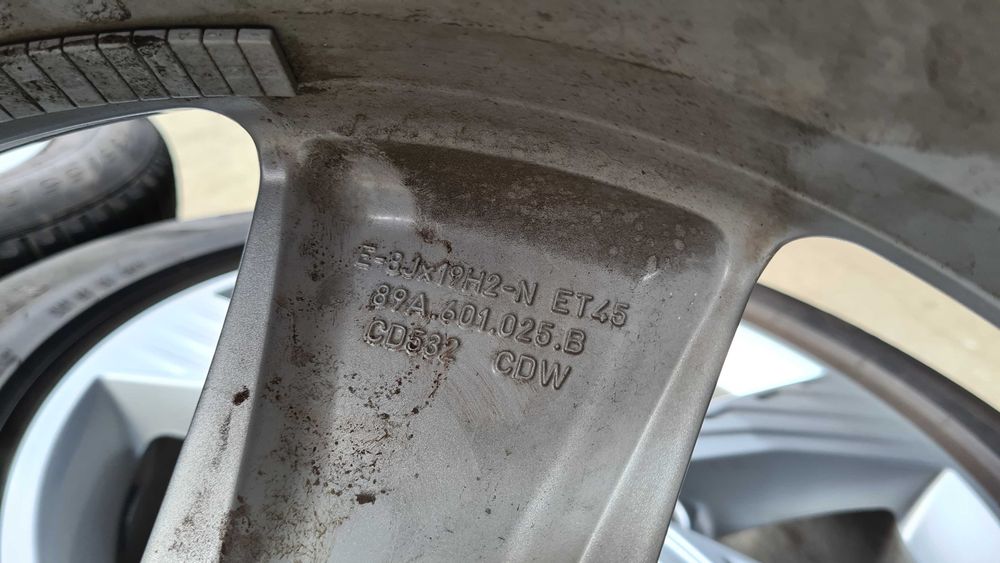 E-8Jx19H2-N ET45
89A.601.025.B
CD532 CDW